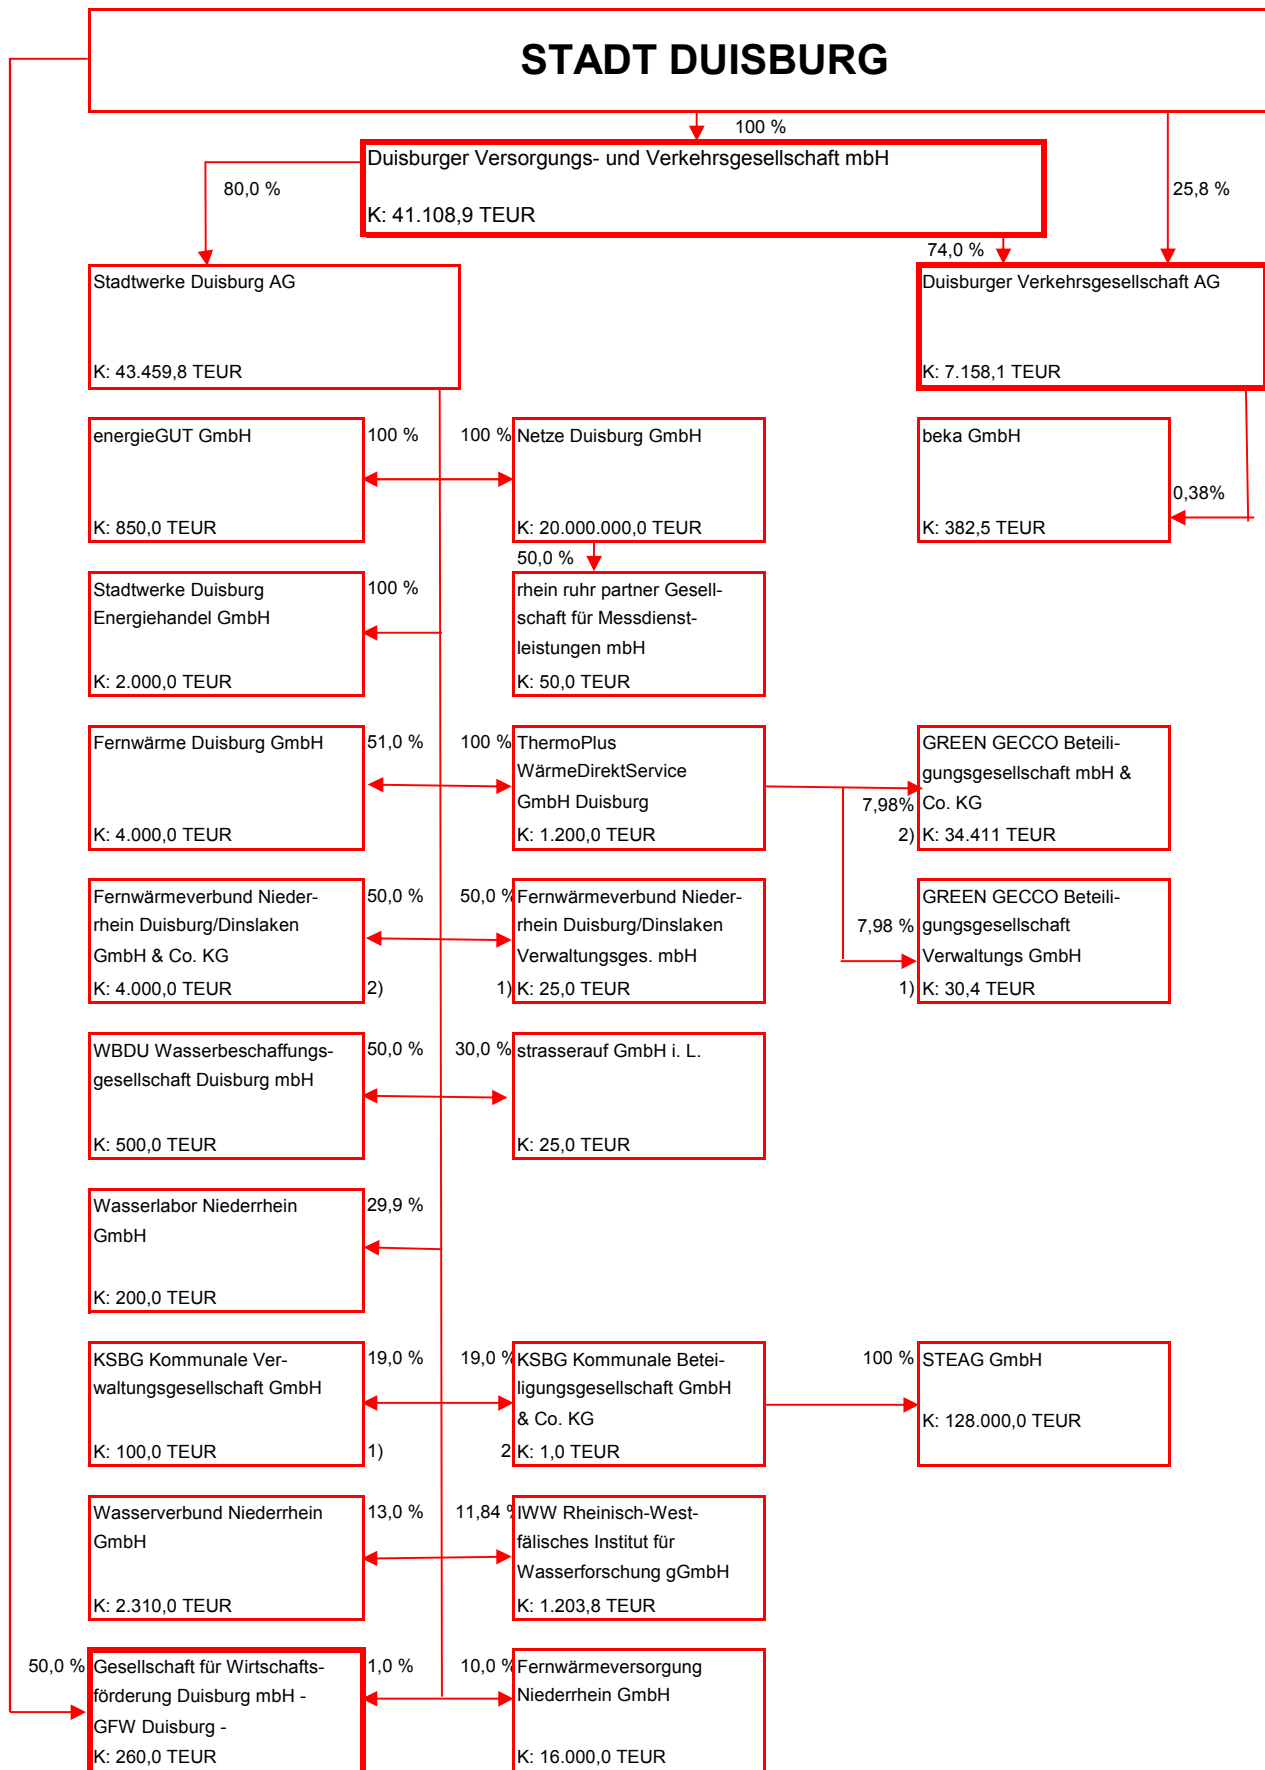 STADT DUISBURG
100 %
Duisburger Versorgungs- und Verkehrsgesellschaft mbH
K: 41.108,9 TEUR
80,0 %
25,8 %
74,0 %
Stadtwerke Duisburg AG
K: 43.459,8 TEUR
Duisburger Verkehrsgesellschaft AG
K: 7.158,1 TEUR
energieGUT GmbH
K: 850,0 TEUR
100 %
100 %
Netze Duisburg GmbH
K: 20.000.000,0 TEUR
beka GmbH
K: 382,5 TEUR
0,38%
50,0 %
Stadtwerke Duisburg
Energiehandel GmbH
K: 2.000,0 TEUR
100 %
rhein ruhr partner Gesell-
schaft für Messdienst-
leistungen mbH
K: 50,0 TEUR
Fernwärme Duisburg GmbH
K: 4.000,0 TEUR
51,0 %
100 %
ThermoPlus
WärmeDirektService
GmbH Duisburg
K: 1.200,0 TEUR
7,98%
2)
GREEN GECCO Beteili-
gungsgesellschaft mbH &
Co. KG
K: 34.411 TEUR
Fernwärmeverbund Nieder-
rhein Duisburg/Dinslaken
GmbH & Co. KG
K: 4.000,0 TEUR
50,0 %
2)
50,0 %
1)
Fernwärmeverbund Nieder-
rhein Duisburg/Dinslaken
Verwaltungsges. mbH
K: 25,0 TEUR
7,98 %
1)
GREEN GECCO Beteili-
gungsgesellschaft
Verwaltungs GmbH
K: 30,4 TEUR
WBDU Wasserbeschaffungs-
gesellschaft Duisburg mbH
K: 500,0 TEUR
50,0 %
30,0 %
strasserauf GmbH i. L.
K: 25,0 TEUR
Wasserlabor Niederrhein
GmbH
K: 200,0 TEUR
29,9 %
KSBG Kommunale Ver-
waltungsgesellschaft GmbH
K: 100,0 TEUR
19,0 %
1)
19,0 %
2
KSBG Kommunale Betei-
ligungsgesellschaft GmbH
& Co. KG
K: 1,0 TEUR
100 %
STEAG GmbH
K: 128.000,0 TEUR
Wasserverbund Niederrhein
GmbH
K: 2.310,0 TEUR
13,0 %
11,84 %
IWW Rheinisch-West-
fälisches Institut für
Wasserforschung gGmbH
K: 1.203,8 TEUR
50,0 %
Gesellschaft für Wirtschafts-
förderung Duisburg mbH -
GFW Duisburg -
K: 260,0 TEUR
1,0 %
10,0 %
Fernwärmeversorgung
Niederrhein GmbH
K: 16.000,0 TEUR